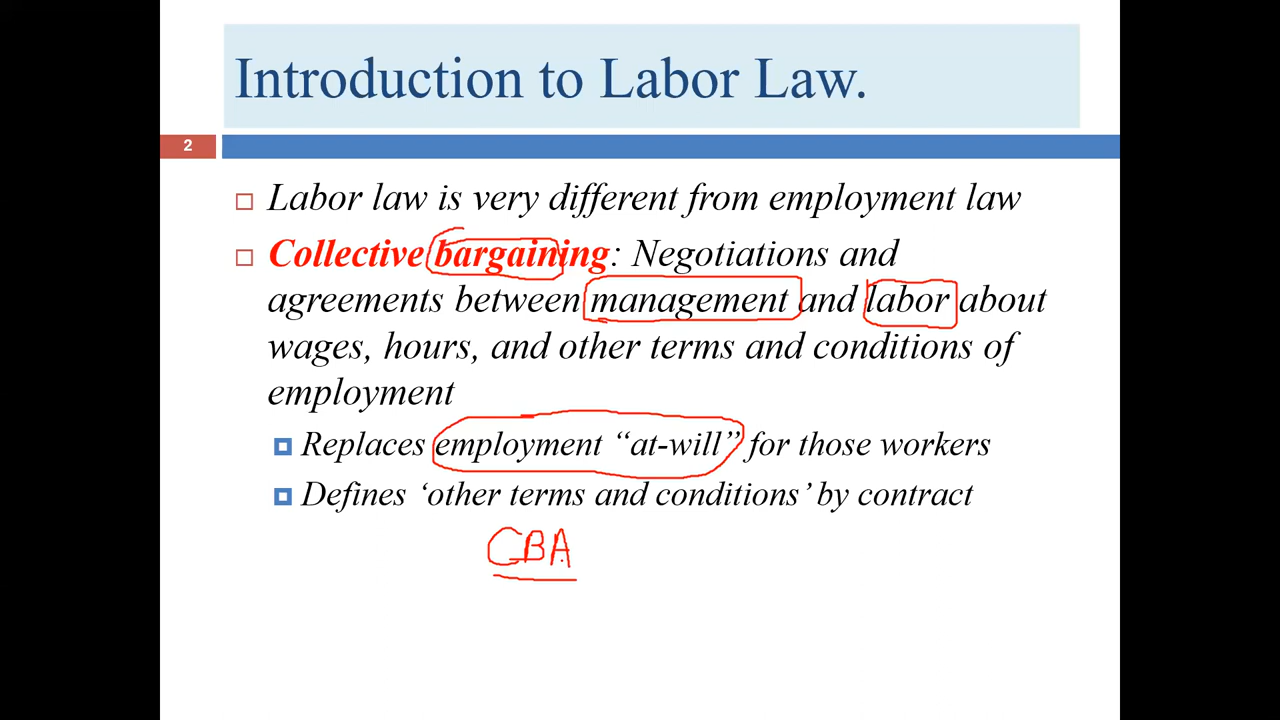 Introduction to Labor Law.
2
Labor law is very different from employment law
Collective bargaining: Negotiations and
agreements between management and labor about
wages, hours, and other terms and conditions of
employment
Replaces employment “at-will” for those workers
Defines ‘other terms and conditions’ by contract
CBA